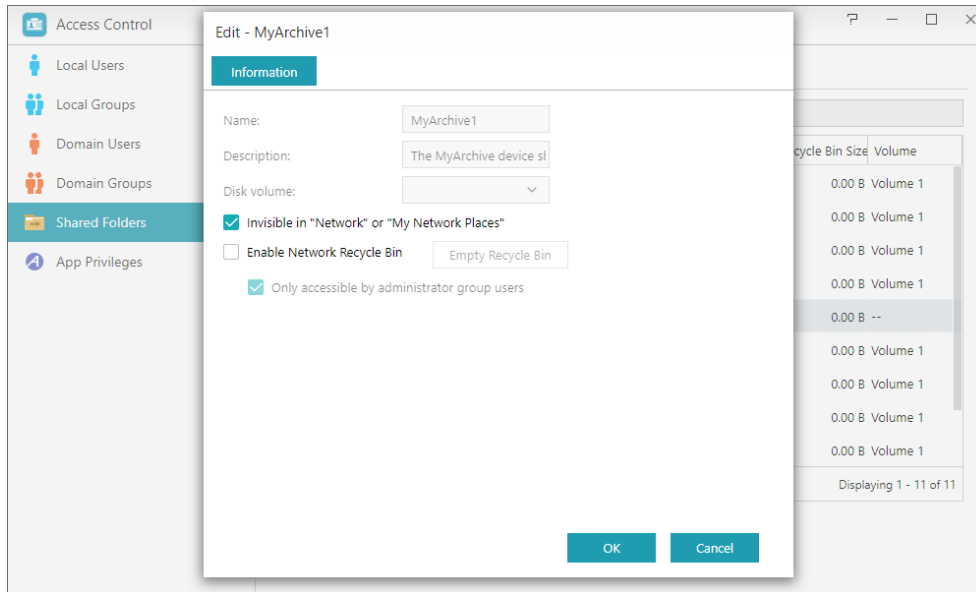 Access Control
Local Users
Local Groups
Domain Users
Domain Groups
Shared Folders
App Privileges
Edit - MyArchive1
Information
Name:
MyArchive1
Description:
The MyArchive device sl
Disk volume:
Invisible in "Network" or "My Network Places"
Enable Network Recycle Bin
Empty Recycle Bin
Only accessible by administrator group users
OK
Cancel
cycle Bin Size Volume
0.00 B Volume 1
0.00 B Volume 1
0.00 B Volume 1
0.00 B Volume 1
0.00 B --
0.00 B Volume 1
0.00 B Volume 1
0.00 B Volume 1
0.00 B Volume 1
Displaying 1 - 11 of 11